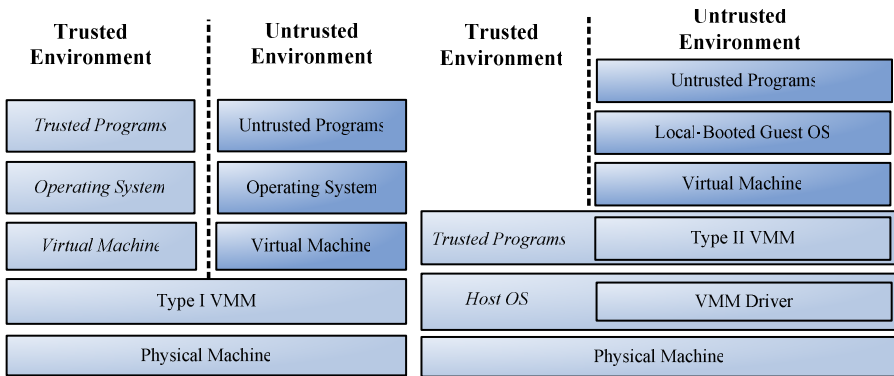 Trusted
Environment
Untrusted
Environment
Trusted Programs
Untrusted Programs
Operating System
Operating System
Virtual Machine
Virtual Machine
Type I VMM
Physical Machine
Trusted
Environment
Untrusted
Environment
Untrusted Programs
Local-Booted Guest OS
Virtual Machine
Trusted Programs
Type II VMM
Host OS
VMM Driver
Physical Machine